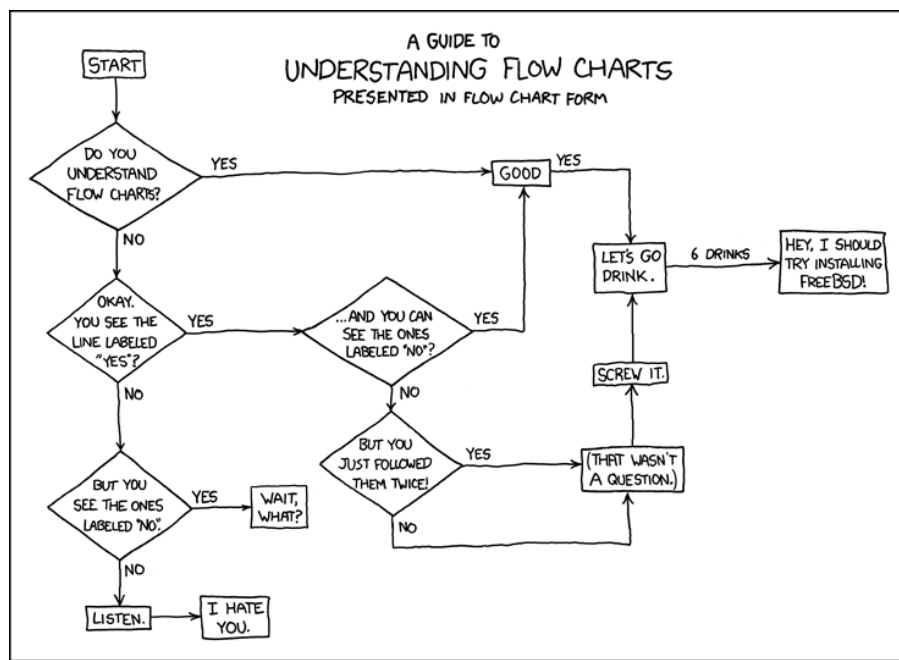 A GUIDE TO
UNDERSTANDING FLOW CHARTS
PRESENTED IN FLOW CHART FORM
START
DO YOU
UNDERSTAND
FLOW CHARTS?
YES
GOOD
YES
NO
LET'S GO
DRINK.
6 DRINKS
HEY, I SHOULD
TRY INSTALLING
FREEBSD!
OKAY.
YOU SEE THE
LINE LABELED
"YES"?
YES
...AND YOU CAN
SEE THE ONES
LABELED "NO"?
YES
NO
NO
SCREW IT.
BUT YOU
JUST FOLLOWED
THEM TWICE!
YES
(THAT WASN'T
A QUESTION.)
NO
BUT YOU
SEE THE ONES
LABELED "NO".
YES
WAIT,
WHAT?
NO
LISTEN.
I HATE
YOU.